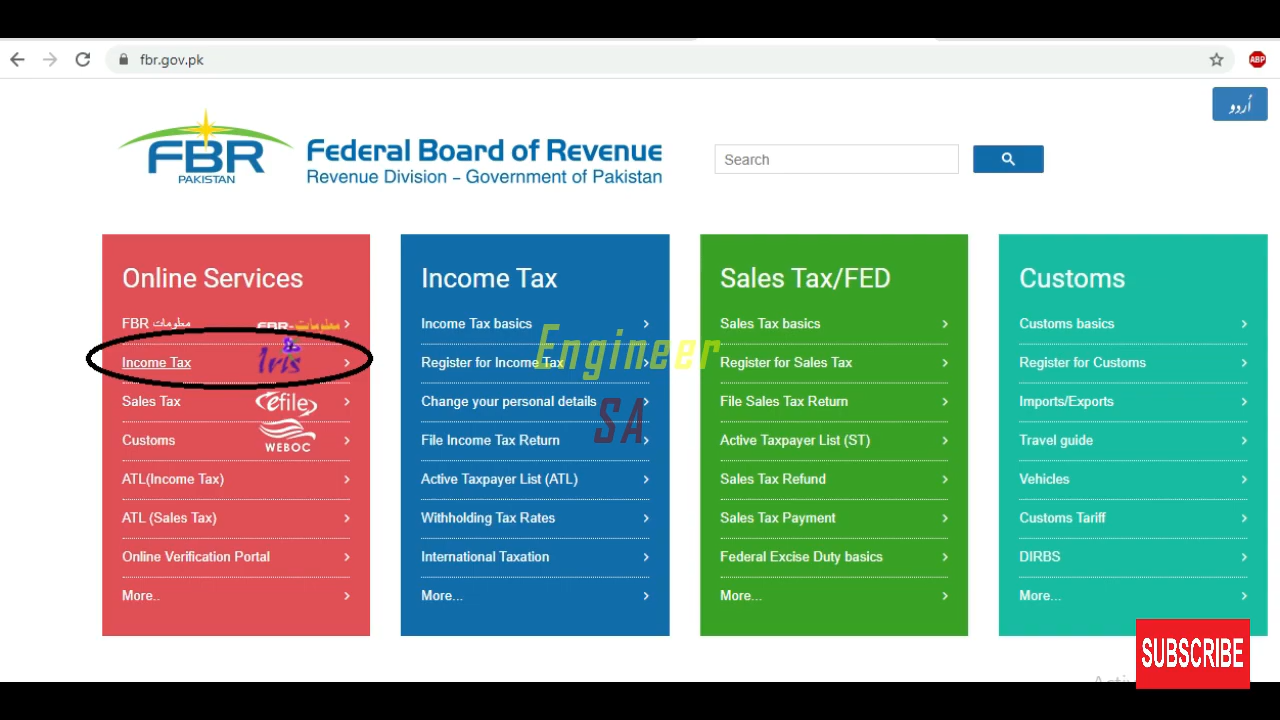 fbr.gov.pk
ABP
اُردو
FBR
PAKISTAN
Federal Board of Revenue
Revenue Division – Government of Pakistan
Search
Online Services
FBR معلومات
FBR-معلومات
Income Tax
Iris
Sales Tax
efile
Customs
WEBOC
ATL(Income Tax)
ATL (Sales Tax)
Online Verification Portal
More..
Income Tax
Income Tax basics
Register for Income Tax
Change your personal details
File Income Tax Return
Active Taxpayer List (ATL)
Withholding Tax Rates
International Taxation
More...
Engineer
SA
Sales Tax/FED
Sales Tax basics
Register for Sales Tax
File Sales Tax Return
Active Taxpayer List (ST)
Sales Tax Refund
Sales Tax Payment
Federal Excise Duty basics
More...
Customs
Customs basics
Register for Customs
Imports/Exports
Travel guide
Vehicles
Customs Tariff
DIRBS
More...
SUBSCRIBE